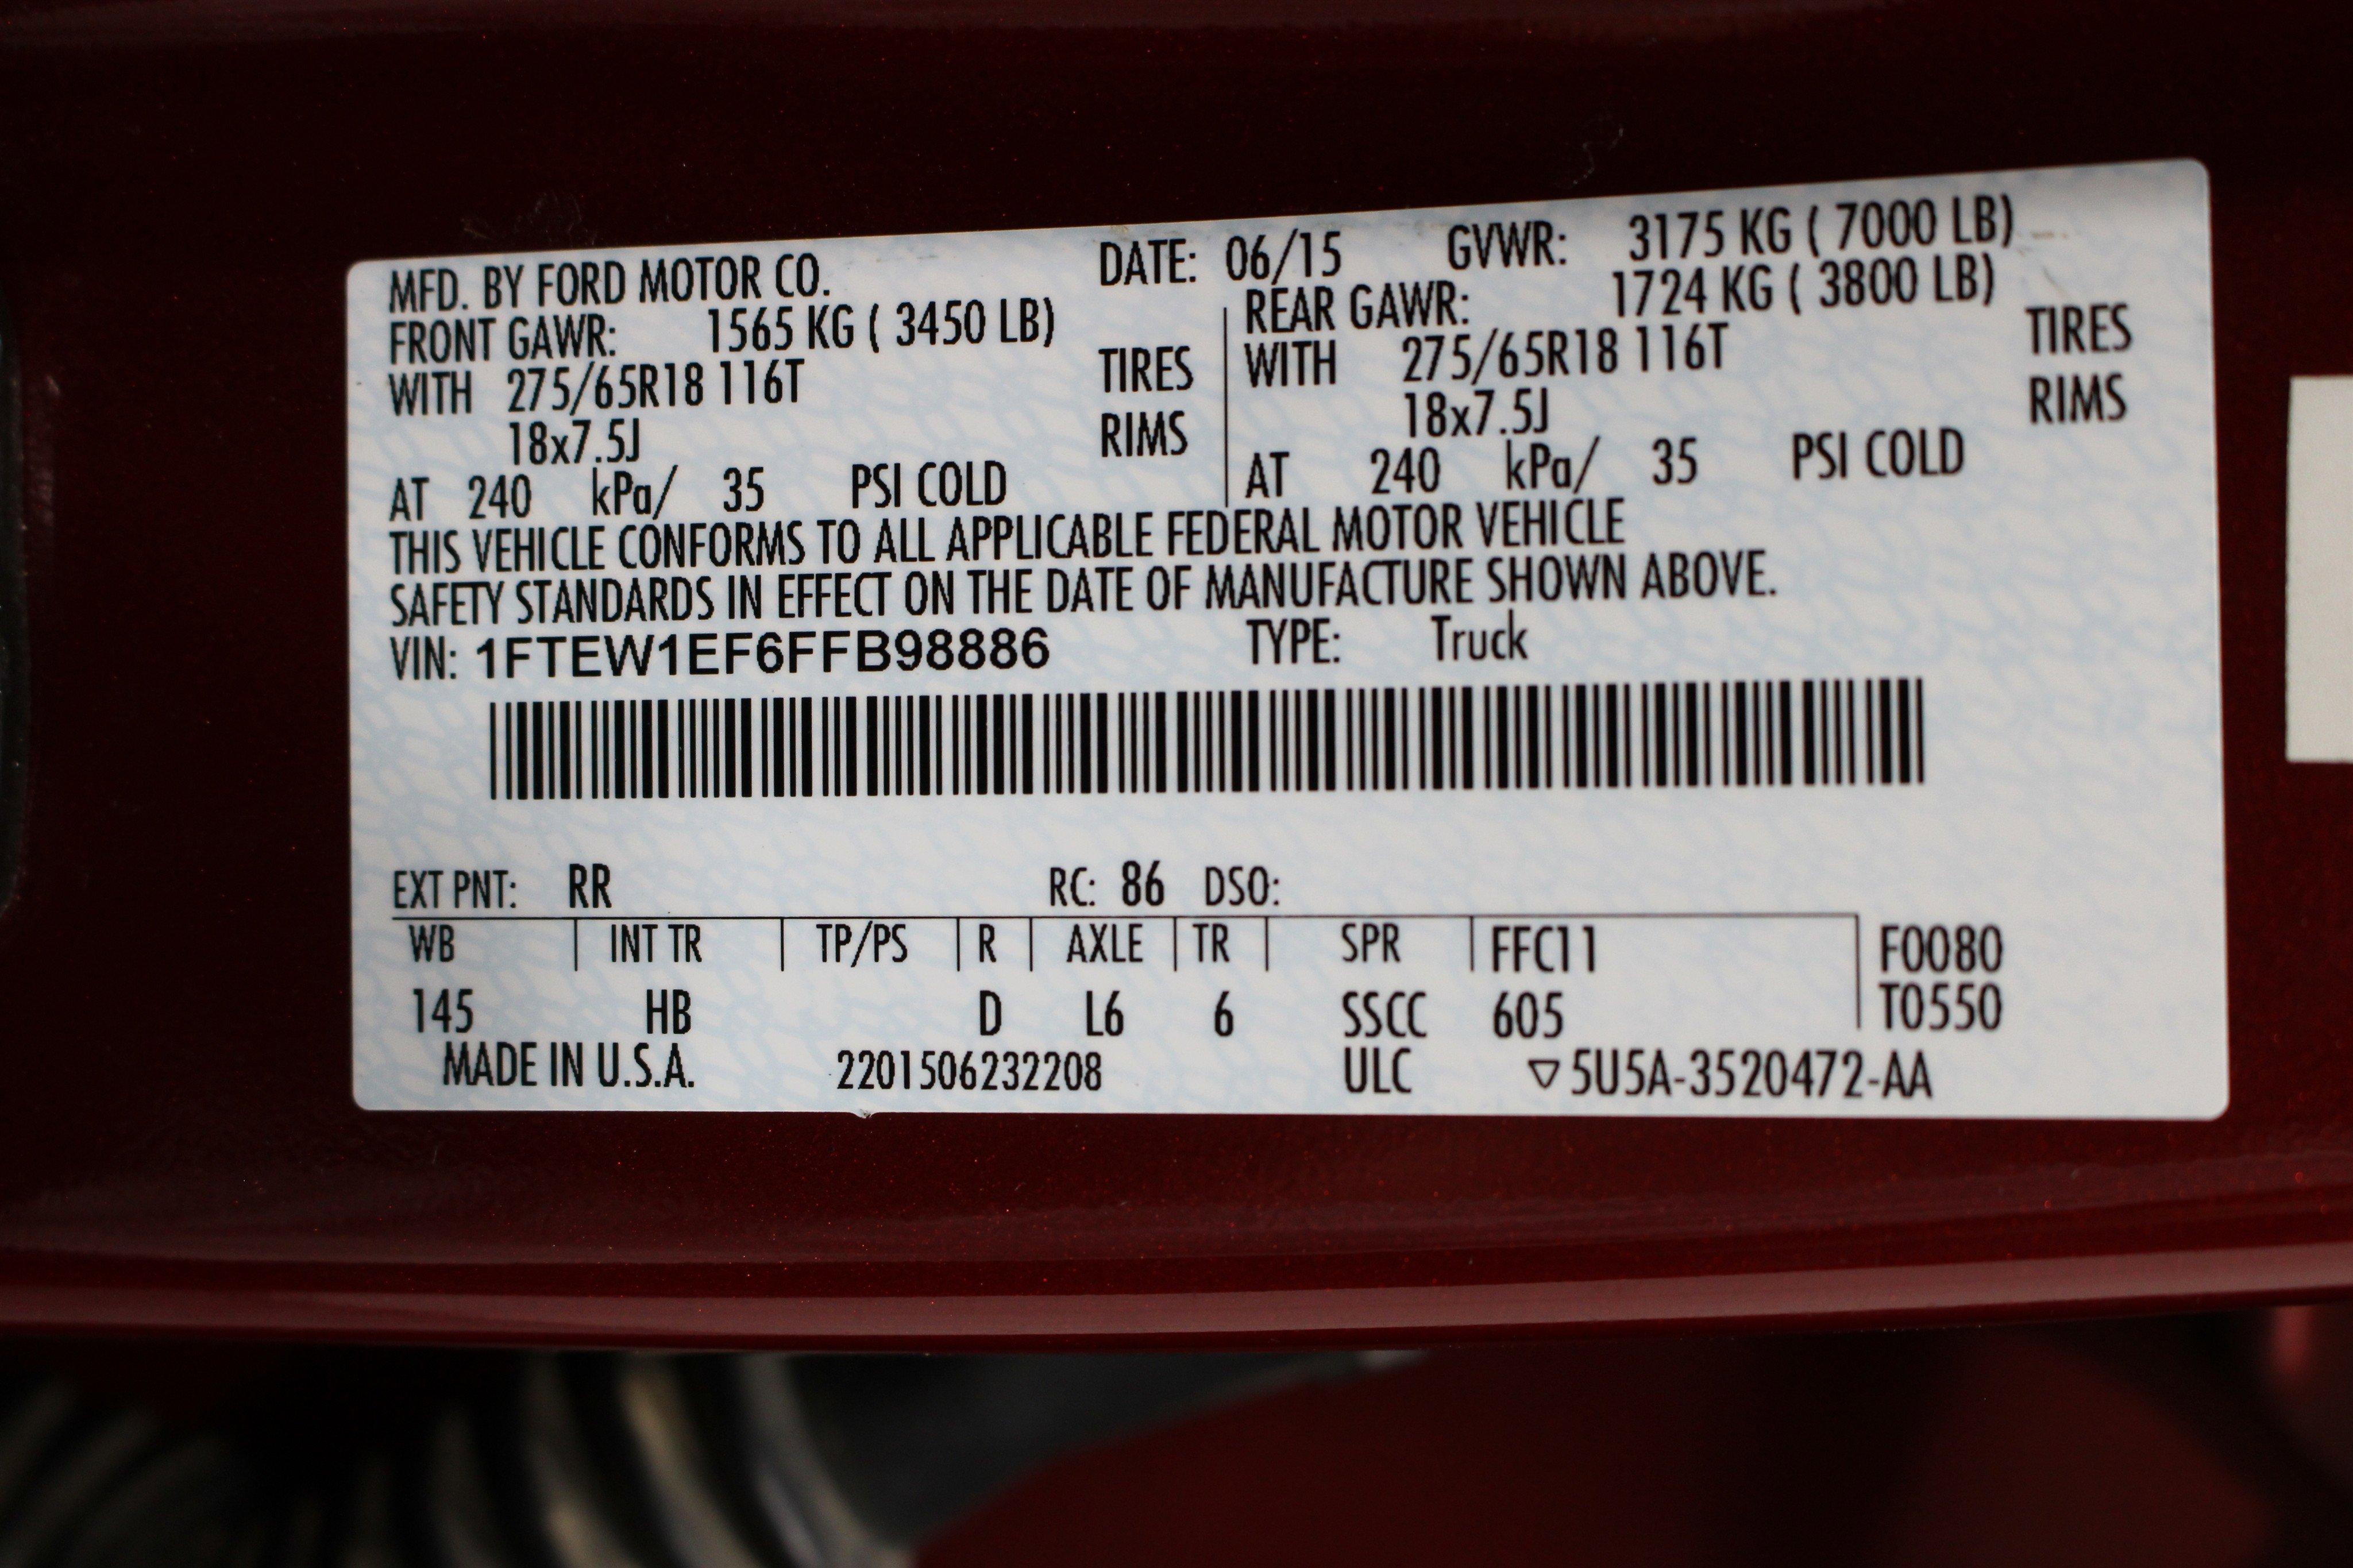 MFD. BY FORD MOTOR CO. DATE: 06/15 GVWR: 3175 KG ( 7000 LB)
FRONT GAWR: 1565 KG ( 3450 LB) REAR GAWR: 1724 KG ( 3800 LB)
WITH 275/65R18 116T TIRES WITH 275/65R18 116T TIRES
18x7.5J RIMS 18x7.5J RIMS
AT 240 kPa/ 35 PSI COLD AT 240 kPa/ 35 PSI COLD
THIS VEHICLE CONFORMS TO ALL APPLICABLE FEDERAL MOTOR VEHICLE
SAFETY STANDARDS IN EFFECT ON THE DATE OF MANUFACTURE SHOWN ABOVE.
VIN: 1FTEW1EF6FFB98886 TYPE: Truck
EXT PNT: RR RC: 86 DSO:
WB INT TR TP/PS R AXLE TR SPR FFC11 F0080
145 HB D L6 6 SSCC 605 T0550
MADE IN U.S.A. 2201506232208 ULC ▽5U5A-3520472-AA